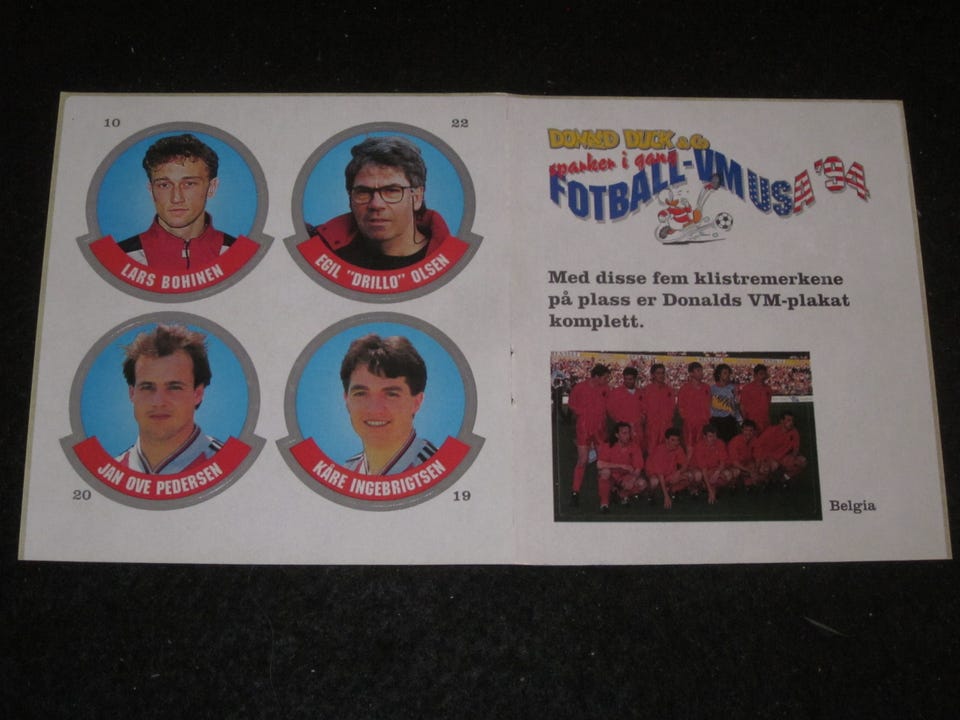 10
22
LARS BOHINEN
EGIL "DRILLO" OLSEN
JAN OVE PEDERSEN
KÅRE INGEBRIGTSEN
20
19
DONALD DUCK & Co
sparker i gang
FOTBALL-VM USA '94
Med disse fem klistremerkene
på plass er Donalds VM-plakat
komplett.
Belgia